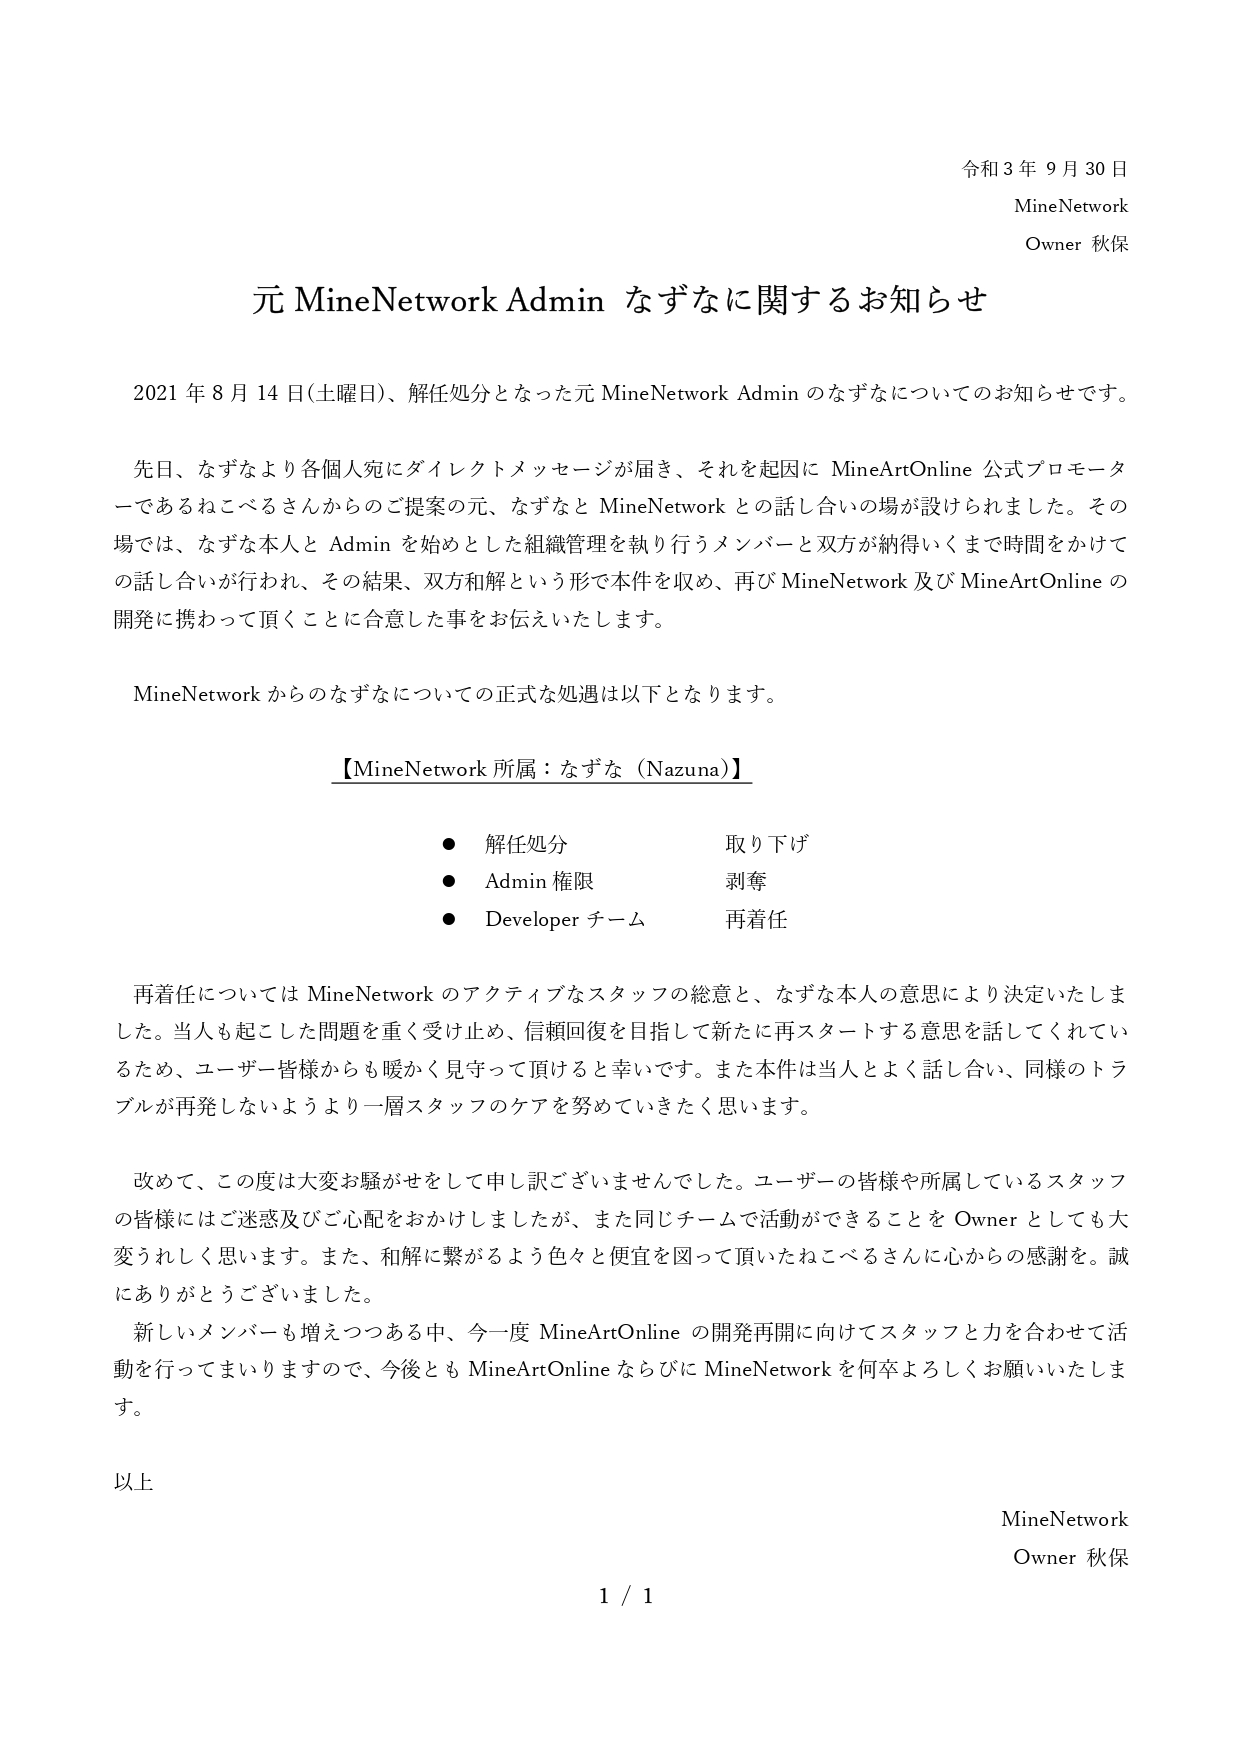 令和3年 9月30日
MineNetwork
Owner 秋保
元 MineNetwork Admin なずなに関するお知らせ
2021年8月14日(土曜日)、解任処分となった元 MineNetwork Admin のなずなについてのお知らせです。
先日、なずなより各個人宛にダイレクトメッセージが届き、それを起因に MineArtOnline 公式プロモータ
ーであるねこべるさんからのご提案の元、なずなと MineNetwork との話し合いの場が設けられました。その
場では、なずな本人と Admin を始めとした組織管理を執り行うメンバーと双方が納得いくまで時間をかけて
の話し合いが行われ、その結果、双方和解という形で本件を収め、再び MineNetwork 及び MineArtOnline の
開発に携わって頂くことに合意した事をお伝えいたします。
MineNetwork からのなずなについての正式な処遇は以下となります。
【MineNetwork 所属：なずな（Nazuna）】
● 解任処分 取り下げ
● Admin 権限 剥奪
● Developer チーム 再着任
再着任については MineNetwork のアクティブなスタッフの総意と、なずな本人の意思により決定いたしま
した。当人も起こした問題を重く受け止め、信頼回復を目指して新たに再スタートする意思を話してくれてい
るため、ユーザー皆様からも暖かく見守って頂けると幸いです。また本件は当人とよく話し合い、同様のトラ
ブルが再発しないようより一層スタッフのケアを努めていきたく思います。
改めて、この度は大変お騒がせをして申し訳ございませんでした。ユーザーの皆様や所属しているスタッフ
の皆様にはご迷惑及びご心配をおかけしましたが、また同じチームで活動ができることを Owner としても大
変うれしく思います。また、和解に繋がるよう色々と便宜を図って頂いたねこべるさんに心からの感謝を。誠
にありがとうございました。
新しいメンバーも増えつつある中、今一度 MineArtOnline の開発再開に向けてスタッフと力を合わせて活
動を行ってまいりますので、今後とも MineArtOnline ならびに MineNetwork を何卒よろしくお願いいたしま
す。
以上
MineNetwork
Owner 秋保
1 / 1